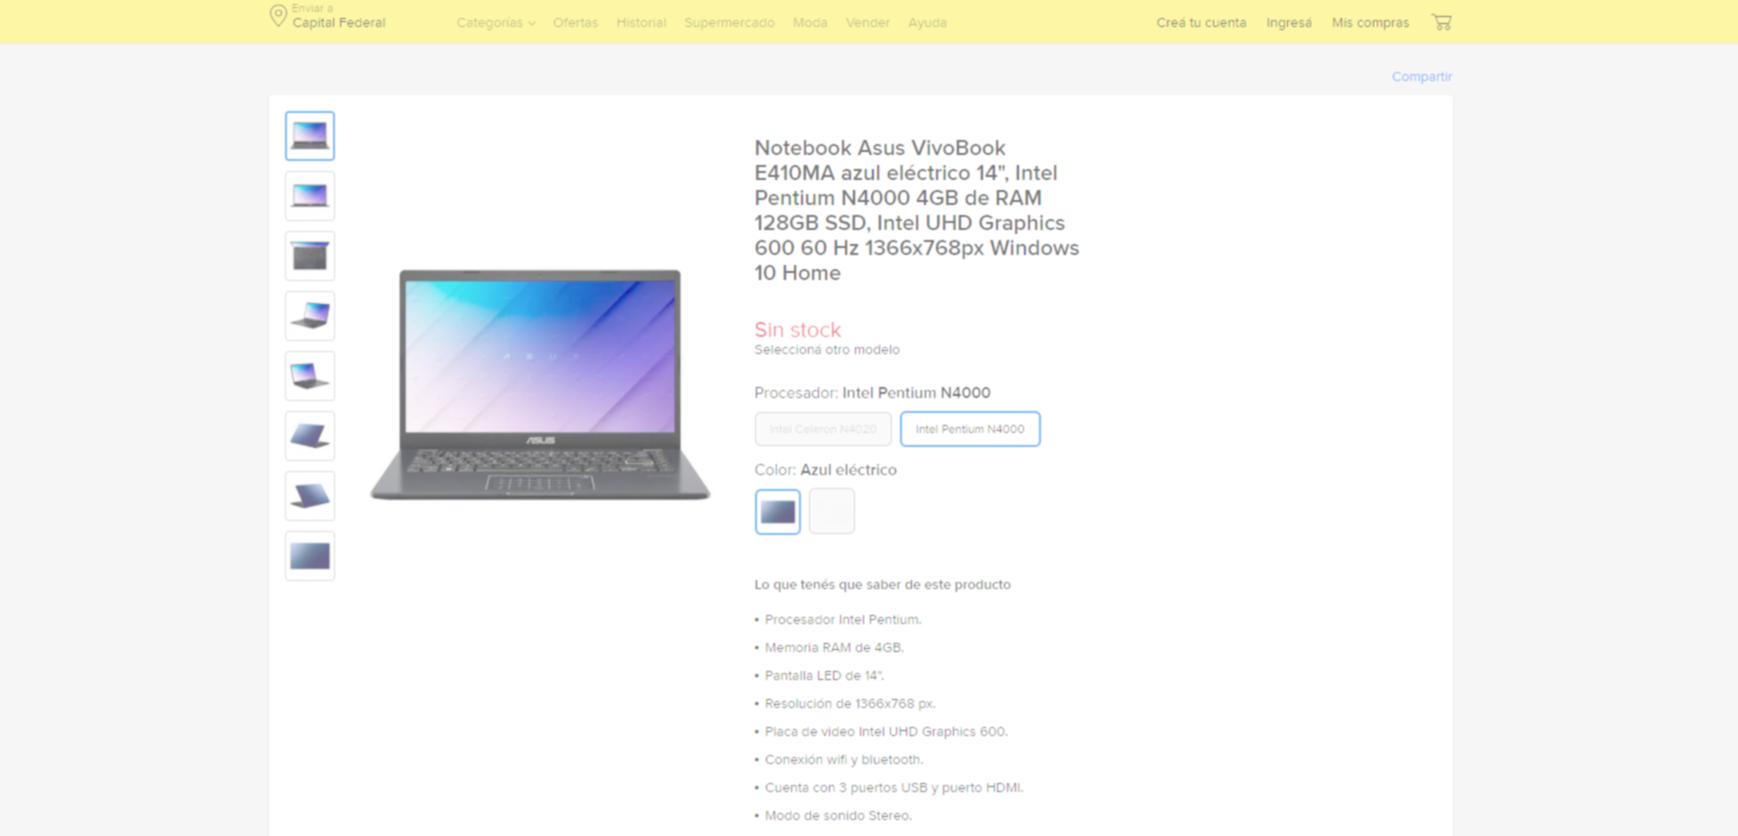 Enviar a
Capital Federal
Categorías
Ofertas
Historial
Supermercado
Moda
Vender
Ayuda
Creá tu cuenta
Ingresá
Mis compras
Compartir
Notebook Asus VivoBook
E410MA azul eléctrico 14", Intel
Pentium N4000 4GB de RAM
128GB SSD, Intel UHD Graphics
600 60 Hz 1366x768px Windows
10 Home
Sin stock
Seleccioná otro modelo
Procesador: Intel Pentium N4000
Intel Celeron N4020
Intel Pentium N4000
Color: Azul eléctrico
ASUS
ASUS
Lo que tenés que saber de este producto
• Procesador Intel Pentium.
• Memoria RAM de 4GB.
• Pantalla LED de 14".
• Resolución de 1366x768 px.
• Placa de video Intel UHD Graphics 600.
• Conexión wifi y bluetooth.
• Cuenta con 3 puertos USB y puerto HDMI.
• Modo de sonido Stereo.